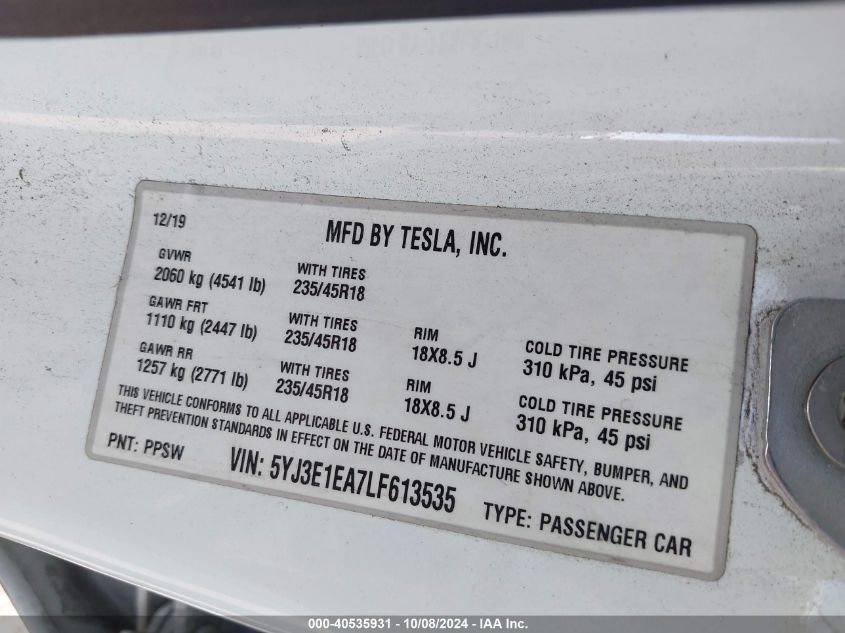 12/19
MFD BY TESLA, INC.
GVWR
2060 kg (4541 lb)
WITH TIRES
235/45R18
GAWR FRT
1110 kg (2447 lb)
WITH TIRES
235/45R18
RIM
18X8.5 J
COLD TIRE PRESSURE
310 kPa, 45 psi
GAWR RR
1257 kg (2771 lb)
WITH TIRES
235/45R18
RIM
18X8.5 J
COLD TIRE PRESSURE
310 kPa, 45 psi
THIS VEHICLE CONFORMS TO ALL APPLICABLE U.S. FEDERAL MOTOR VEHICLE SAFETY, BUMPER, AND
THEFT PREVENTION STANDARDS IN EFFECT ON THE DATE OF MANUFACTURE SHOWN ABOVE.
PNT: PPSW VIN: 5YJ3E1EA7LF613535 TYPE: PASSENGER CAR
000-40535931 - 10/08/2024 - IAA Inc.